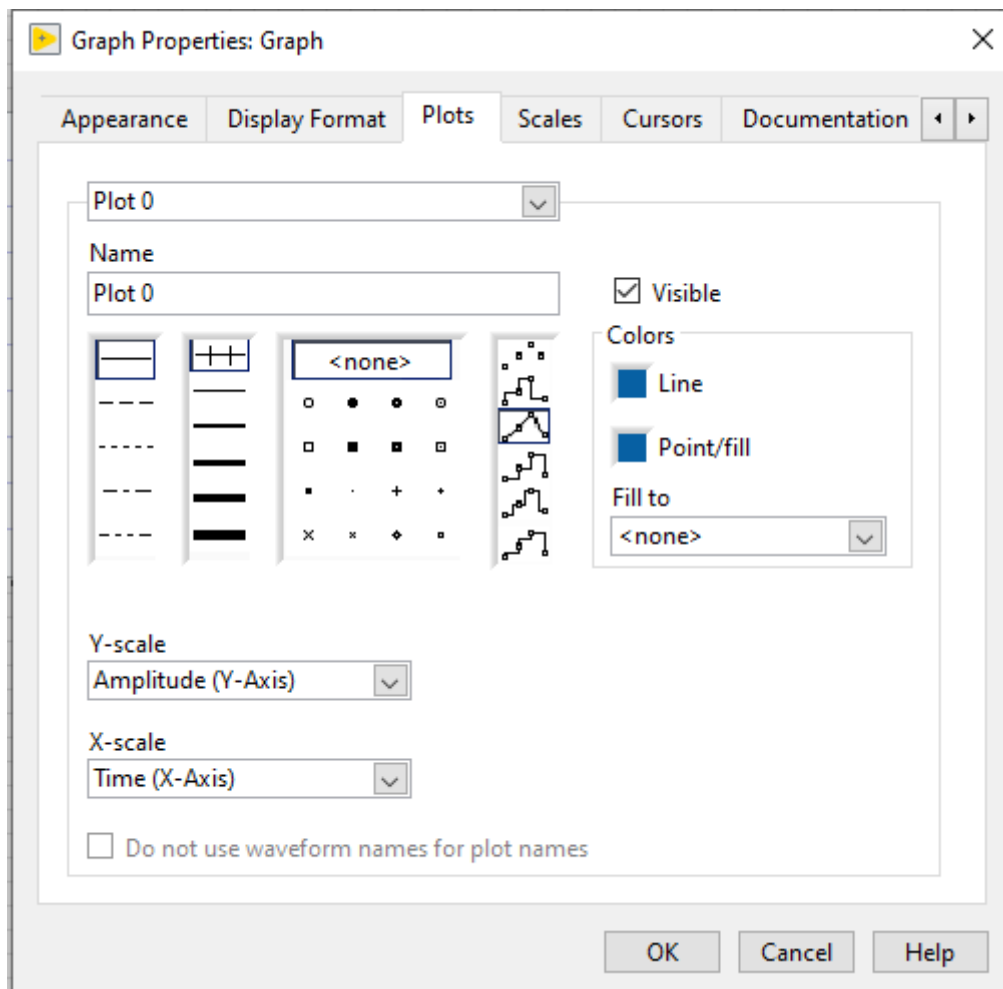 Graph Properties: Graph
Appearance Display Format Plots Scales Cursors Documentation
Plot 0
Name
Plot 0
Visible
<none>
Colors
Line
Point/fill
Fill to
<none>
Y-scale
Amplitude (Y-Axis)
X-scale
Time (X-Axis)
Do not use waveform names for plot names
OK Cancel Help